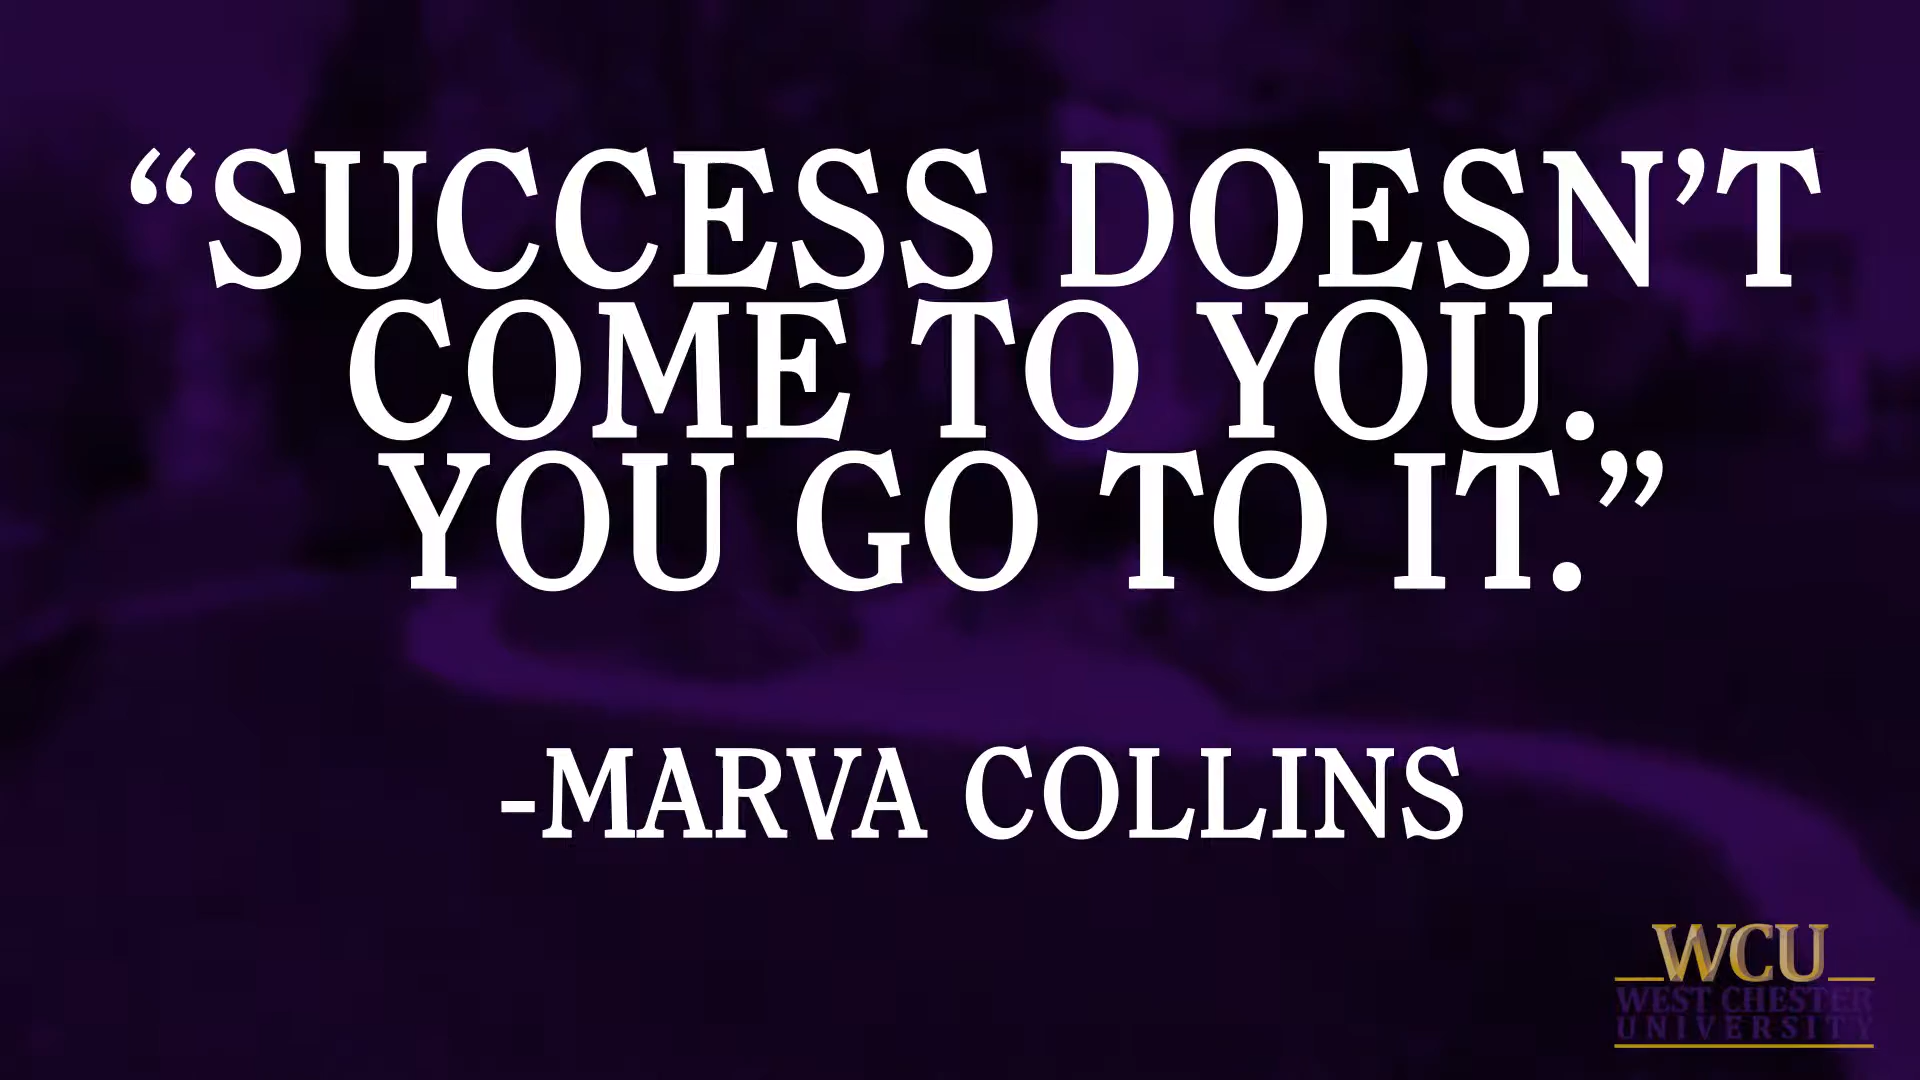 “SUCCESS DOESN’T
COME TO YOU.
YOU GO TO IT.”
-MARVA COLLINS
WCU
WEST CHESTER
UNIVERSITY